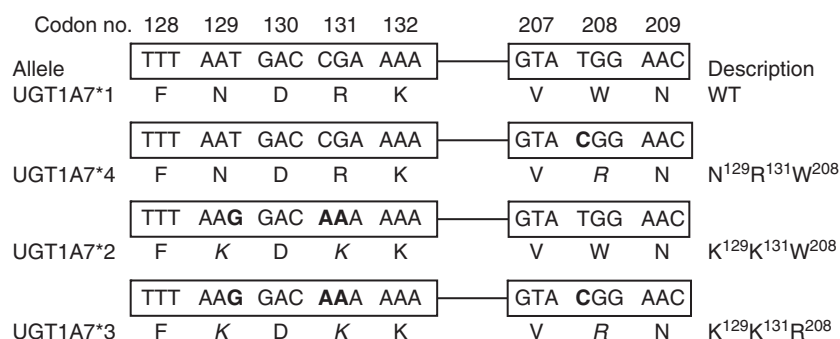 Codon no. 128 129 130 131 132 207 208 209
TTT AAT GAC CGA AAA GTA TGG AAC
Allele Description
UGT1A7*1 F N D R K V W N WT
TTT AAT GAC CGA AAA GTA CGG AAC
UGT1A7*4 F N D R K V R N N129R131W208
TTT AAG GAC AAA AAA GTA TGG AAC
UGT1A7*2 F K D K K V W N K129K131W208
TTT AAG GAC AAA AAA GTA CGG AAC
UGT1A7*3 F K D K K V R N K129K131R208